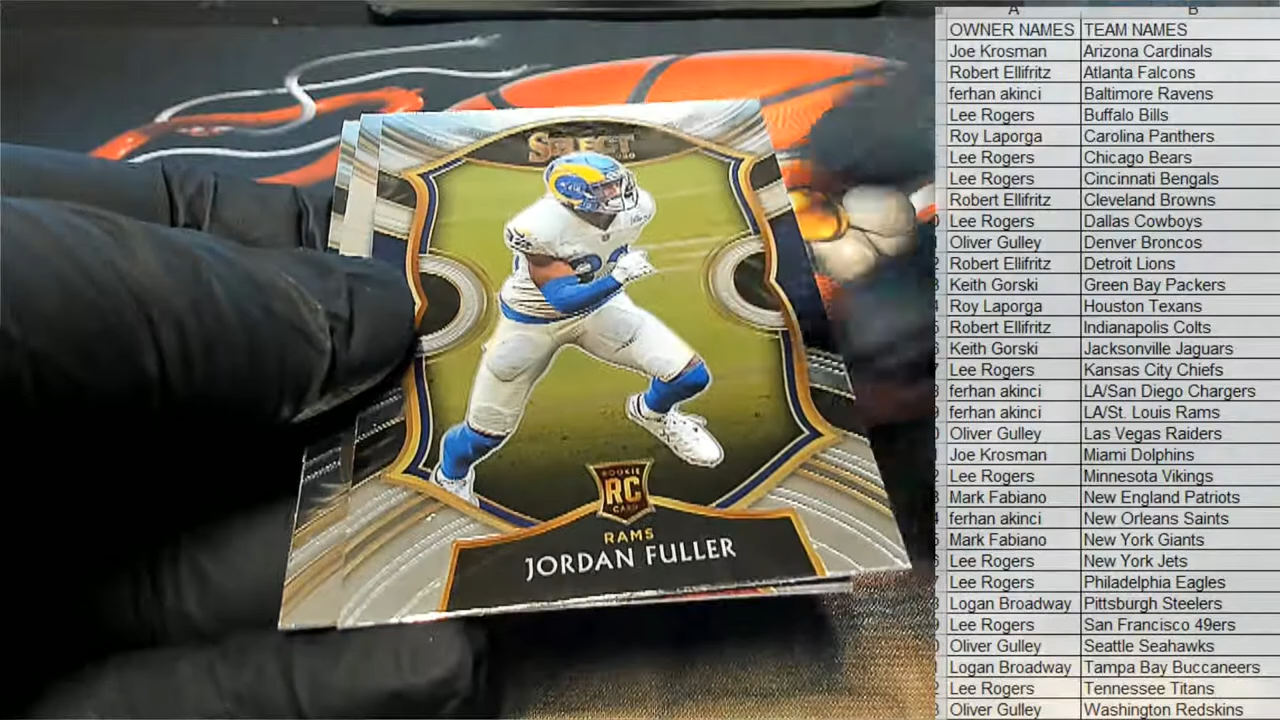 SELECT
ROOKIE
RC
CARD
RAMS
JORDAN FULLER
A B
OWNER NAMES TEAM NAMES
Joe Krosman Arizona Cardinals
Robert Ellifritz Atlanta Falcons
ferhan akinci Baltimore Ravens
Lee Rogers Buffalo Bills
Roy Laporga Carolina Panthers
Lee Rogers Chicago Bears
Lee Rogers Cincinnati Bengals
Robert Ellifritz Cleveland Browns
Lee Rogers Dallas Cowboys
Oliver Gulley Denver Broncos
Robert Ellifritz Detroit Lions
Keith Gorski Green Bay Packers
Roy Laporga Houston Texans
Robert Ellifritz Indianapolis Colts
Keith Gorski Jacksonville Jaguars
Lee Rogers Kansas City Chiefs
ferhan akinci LA/San Diego Chargers
ferhan akinci LA/St. Louis Rams
Oliver Gulley Las Vegas Raiders
Joe Krosman Miami Dolphins
Lee Rogers Minnesota Vikings
Mark Fabiano New England Patriots
ferhan akinci New Orleans Saints
Mark Fabiano New York Giants
Lee Rogers New York Jets
Lee Rogers Philadelphia Eagles
Logan Broadway Pittsburgh Steelers
Lee Rogers San Francisco 49ers
Oliver Gulley Seattle Seahawks
Logan Broadway Tampa Bay Buccaneers
Lee Rogers Tennessee Titans
Oliver Gulley Washington Redskins